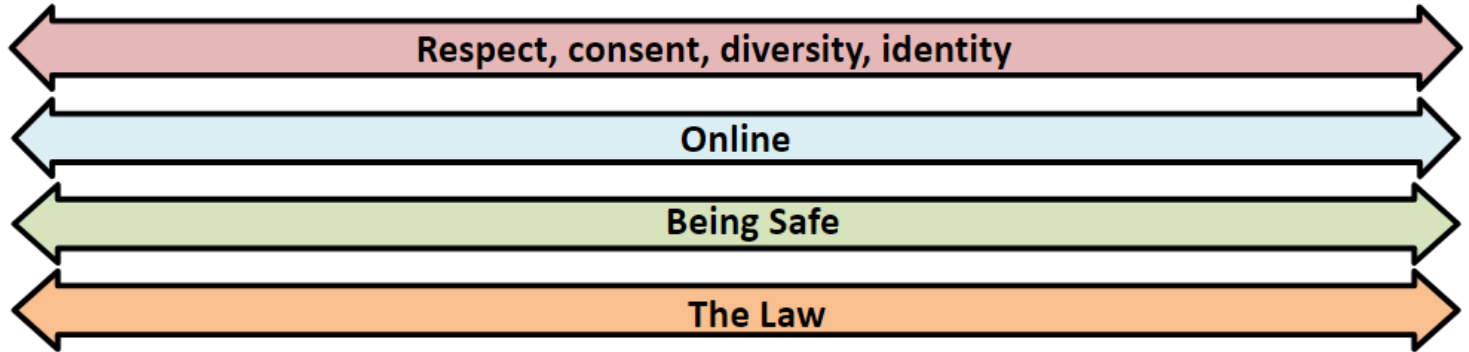 Respect, consent, diversity, identity
Online
Being Safe
The Law